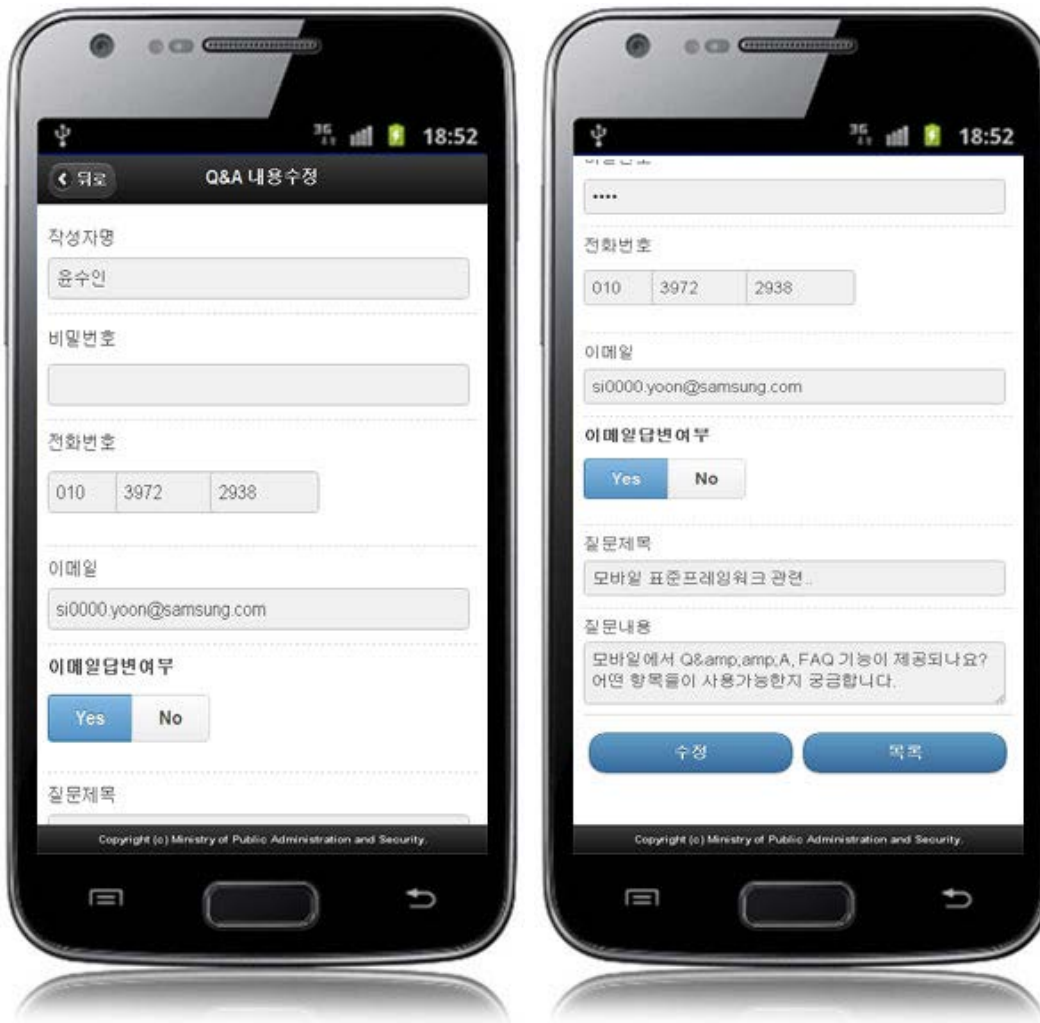 3G
18:52
뒤로
Q&A 내용수정
작성자명
윤수인
비밀번호
전화번호
010 3972 2938
이메일
si0000.yoon@samsung.com
이메일답변여부
Yes No
질문제목
Copyright (c) Ministry of Public Administration and Security.
3G
18:52
비밀번호
••••
전화번호
010 3972 2938
이메일
si0000.yoon@samsung.com
이메일답변여부
Yes No
질문제목
모바일 표준프레임워크 관련..
질문내용
모바일에서 Q&amp;amp;A, FAQ 기능이 제공되나요?
어떤 항목들이 사용가능한지 궁금합니다.
수정 목록
Copyright (c) Ministry of Public Administration and Security.